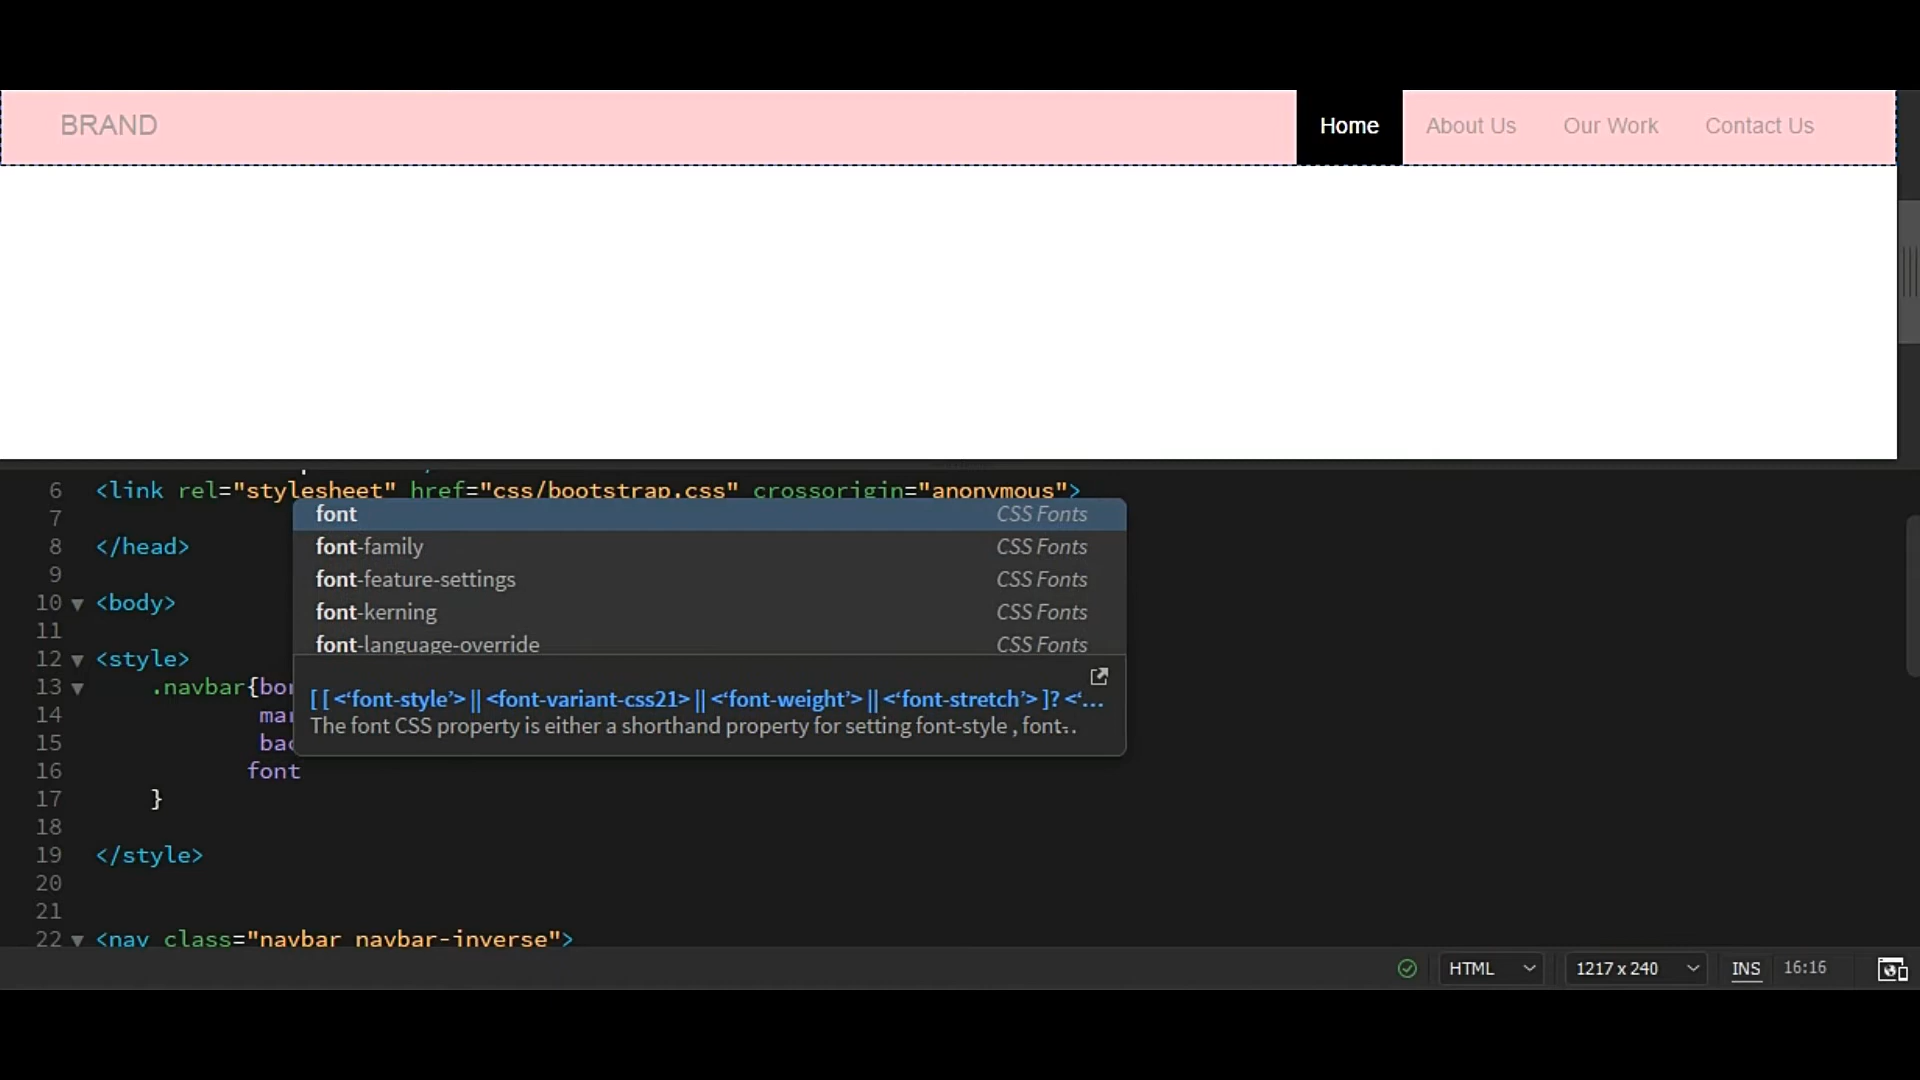 BRAND Home About Us Our Work Contact Us
6 <link rel="stylesheet" href="css/bootstrap.css" crossorigin="anonymous">
7
8 </head>
9
10 <body>
11
12 <style>
13 .navbar{bor
14 mar
15 bac
16 font
17 }
18
19 </style>
20
21
22 <nav class="navbar navbar-inverse">
font CSS Fonts
font-family CSS Fonts
font-feature-settings CSS Fonts
font-kerning CSS Fonts
font-language-override CSS Fonts
[ [ <‘font-style’> || <font-variant-css21> || <‘font-weight’> || <‘font-stretch’> ]? <‘...
The font CSS property is either a shorthand property for setting font-style , font-..
HTML 1217 x 240 INS 16:16